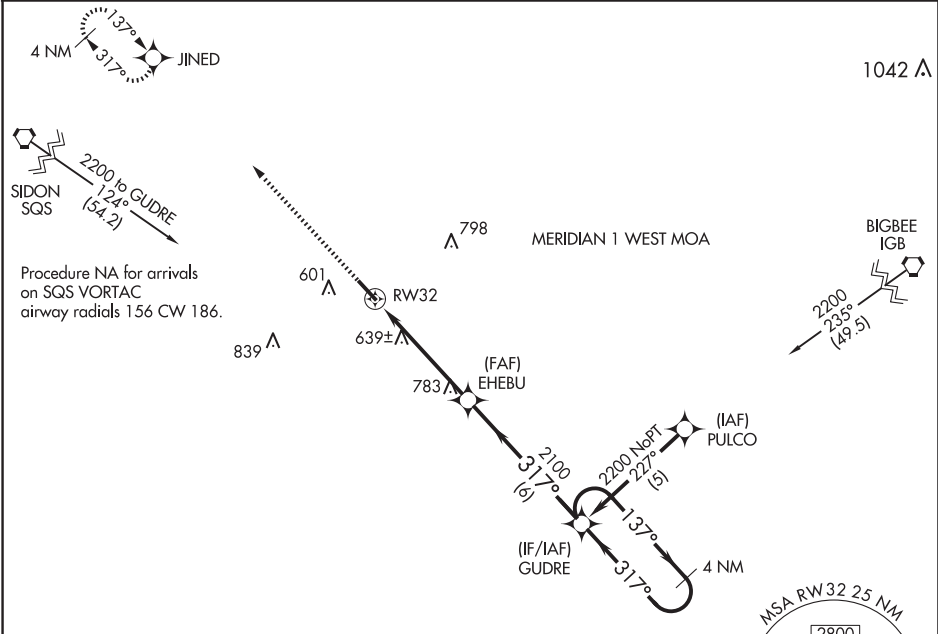 137°
317°
4 NM
JINED
1042
SIDON
SQS
2200 to GUDRE
124°
(54.2)
Procedure NA for arrivals
on SQS VORTAC
airway radials 156 CW 186.
798
MERIDIAN 1 WEST MOA
BIGBEE
IGB
2200
235°
(49.5)
601
RW32
639±
839
783
(FAF)
EHEBU
(IAF)
PULCO
2200 NoPT
227°
(5)
2100
317°
(6)
(IF/IAF)
GUDRE
137°
317°
4 NM
MSA RW32 25 NM
2800